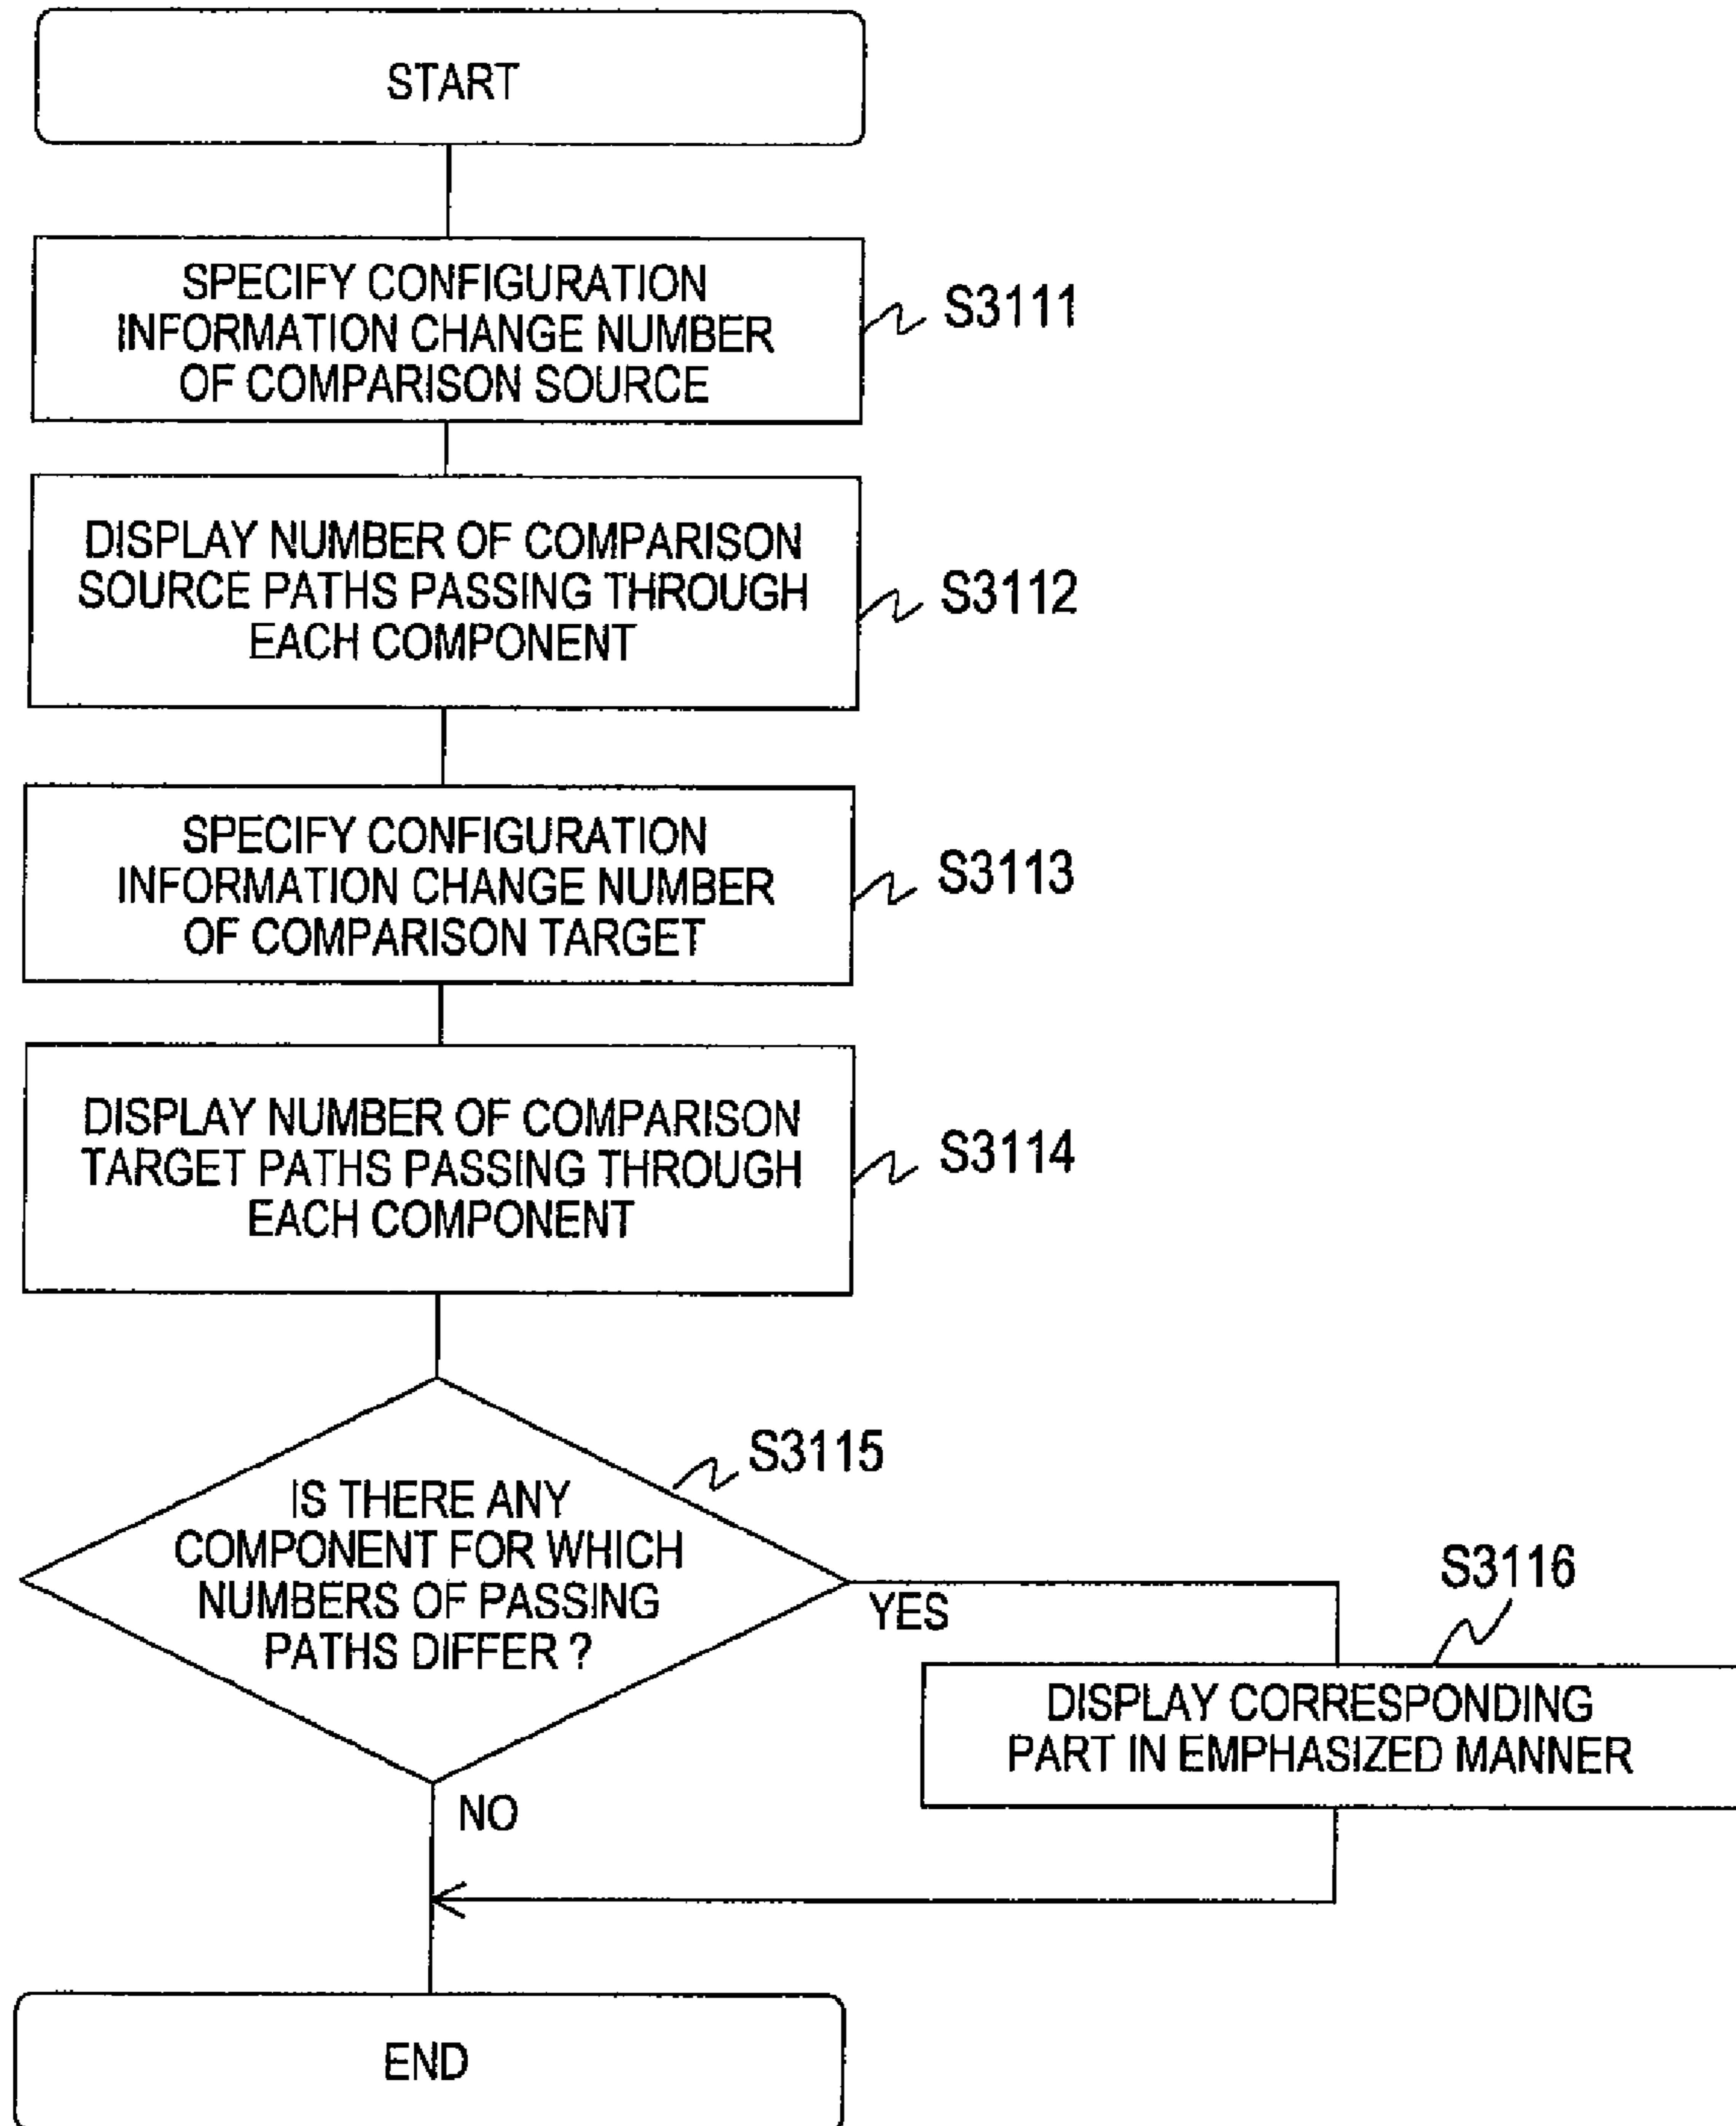 START
SPECIFY CONFIGURATION
INFORMATION CHANGE NUMBER
OF COMPARISON SOURCE
S3111
DISPLAY NUMBER OF COMPARISON
SOURCE PATHS PASSING THROUGH
EACH COMPONENT
S3112
SPECIFY CONFIGURATION
INFORMATION CHANGE NUMBER
OF COMPARISON TARGET
S3113
DISPLAY NUMBER OF COMPARISON
TARGET PATHS PASSING THROUGH
EACH COMPONENT
S3114
IS THERE ANY
COMPONENT FOR WHICH
NUMBERS OF PASSING
PATHS DIFFER ?
S3115
YES
S3116
DISPLAY CORRESPONDING
PART IN EMPHASIZED MANNER
NO
END